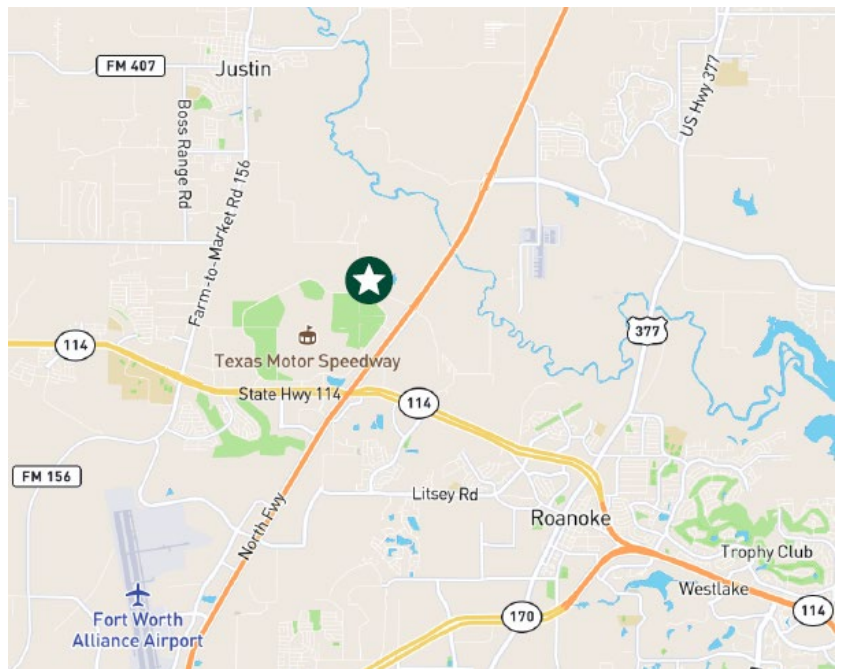 FM 407
Justin
US Hwy 377
Boss Range Rd
Farm-to-Market Rd 156
377
114
Texas Motor Speedway
State Hwy 114
114
FM 156
Litsey Rd
North Fwy
Roanoke
Trophy Club
Westlake
Fort Worth
Alliance Airport
170
114